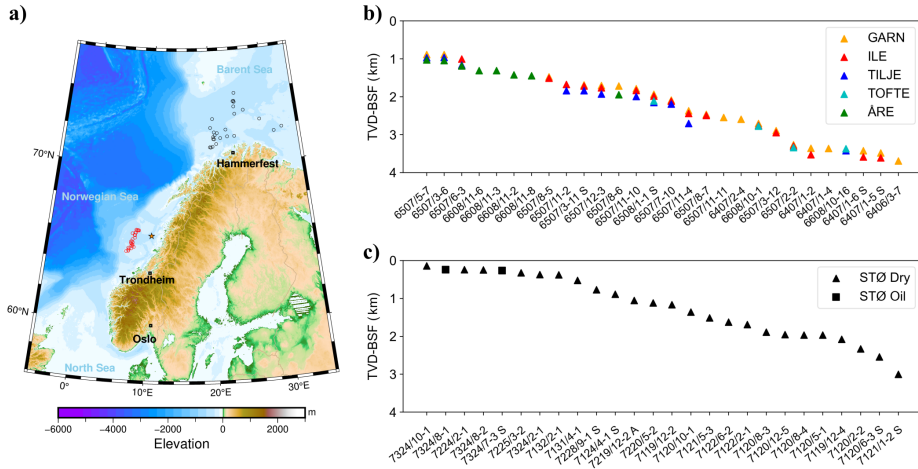 a)
Barent Sea
70°N
Hammerfest
Norwegian Sea
Trondheim
60°N
Oslo
North Sea
0°
10°E
20°E
30°E
m
-6000
-4000
-2000
0
2000
Elevation
b)
TVD-BSF (km)
0
1
2
3
4
GARN
ILE
TILJE
TOFTE
ÅRE
6507/5-7
6507/3-6
6507/6-3
6608/11-6
6608/11-3
6608/11-2
6608/11-8
6507/8-5
6507/11-2
6507/3-11 S
6507/12-3
6507/8-6
6507/11-10
6508/1-1 S
6507/7-10
6507/11-4
6507/8-7
6507/11-5
6407/2-4
6608/10-1
6507/3-12
6507/2-2
6407/1-2
6407/1-4
6608/10-16
6407/1-6 S
6407/1-5 S
6406/3-7
c)
TVD-BSF (km)
0
1
2
3
4
STØ Dry
STØ Oil
7324/10-1
7324/8-1
7224/2-1
7324/8-2
7324/7-3 S
7225/3-2
7324/2-1
7132/2-1
7131/4-1
7228/9-1 S
7124/4-1 S
7219/12-2 A
7220/5-2
7119/12-2
7120/10-1
7121/5-3
7122/6-2
7122/2-1
7120/8-3
7120/12-5
7120/8-4
7120/5-1
7119/12-4
7120/2-2
7120/6-3 S
7121/1-2 S